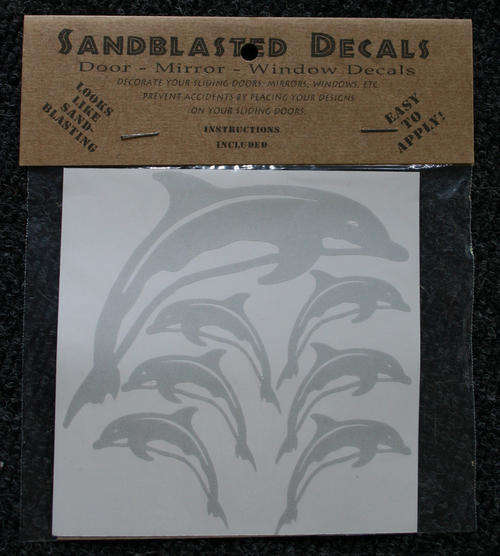 SANDBLASTED DECALS
DOOR - MIRROR - WINDOW DECALS
DECORATE YOUR SLIDING DOORS, MIRRORS, WINDOWS, ETC
PREVENT ACCIDENTS BY PLACING YOUR DESIGNS
ON YOUR SLIDING DOORS.
LOOKS
LIKE
SAND-
BLASTING
INSTRUCTIONS
INCLUDED
EASY
TO
APPLY!